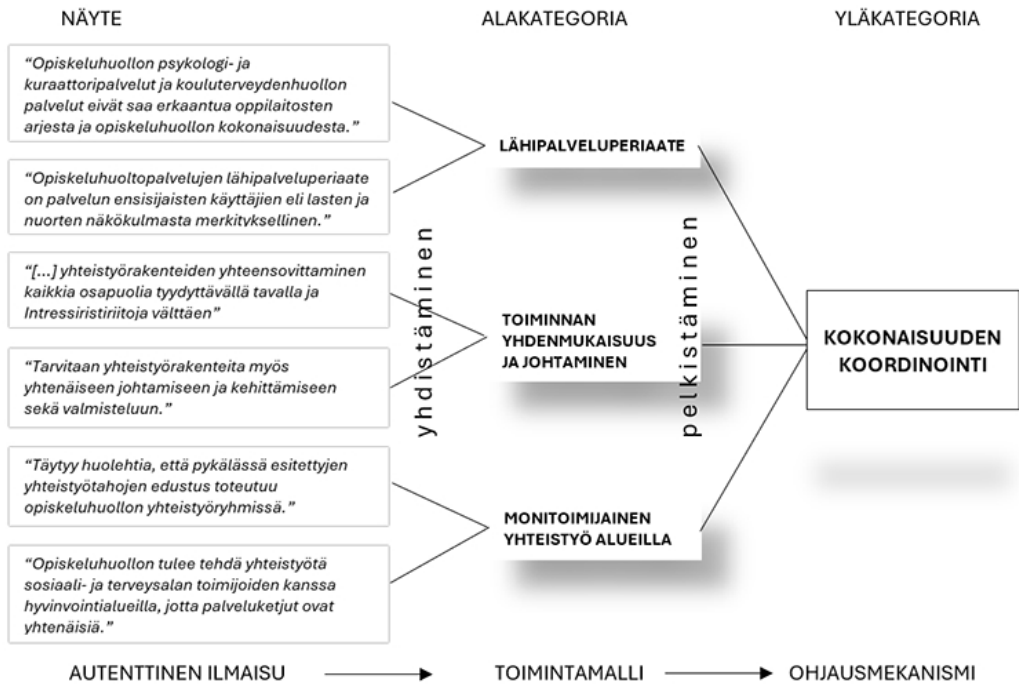 NÄYTE
ALAKATEGORIA
YLÄKATEGORIA
“Opiskeluhuollon psykologi- ja
kuraattoripalvelut ja kouluterveydenhuollon
palvelut eivät saa erkaantua oppilaitosten
arjesta ja opiskeluhuollon kokonaisuudesta.”
“Opiskeluhuoltopalvelujen lähipalveluperiaate
on palvelun ensisijaisten käyttäjien eli lasten ja
nuorten näkökulmasta merkityksellinen.”
“[...] yhteistyörakenteiden yhteensovittaminen
kaikkia osapuolia tyydyttävällä tavalla ja
Intressiristiriitoja välttäen”
“Tarvitaan yhteistyörakenteita myös
yhtenäiseen johtamiseen ja kehittämiseen
sekä valmisteluun.”
“Täytyy huolehtia, että pykälässä esitettyjen
yhteistyötahojen edustus toteutuu
opiskeluhuollon yhteistyöryhmissä.”
“Opiskeluhuollon tulee tehdä yhteistyötä
sosiaali- ja terveysalan toimijoiden kanssa
hyvinvointialueilla, jotta palveluketjut ovat
yhtenäisiä.”
yhdistäminen
LÄHIPALVELUPERIAATE
TOIMINNAN
YHDENMUKAISUUS
JA JOHTAMINEN
MONITOIMIJAINEN
YHTEISTYÖ ALUEILLA
pelkistäminen
KOKONAISUUDEN
KOORDINOINTI
AUTENTTINEN ILMAISU
TOIMINTAMALLI
OHJAUSMEKANISMI